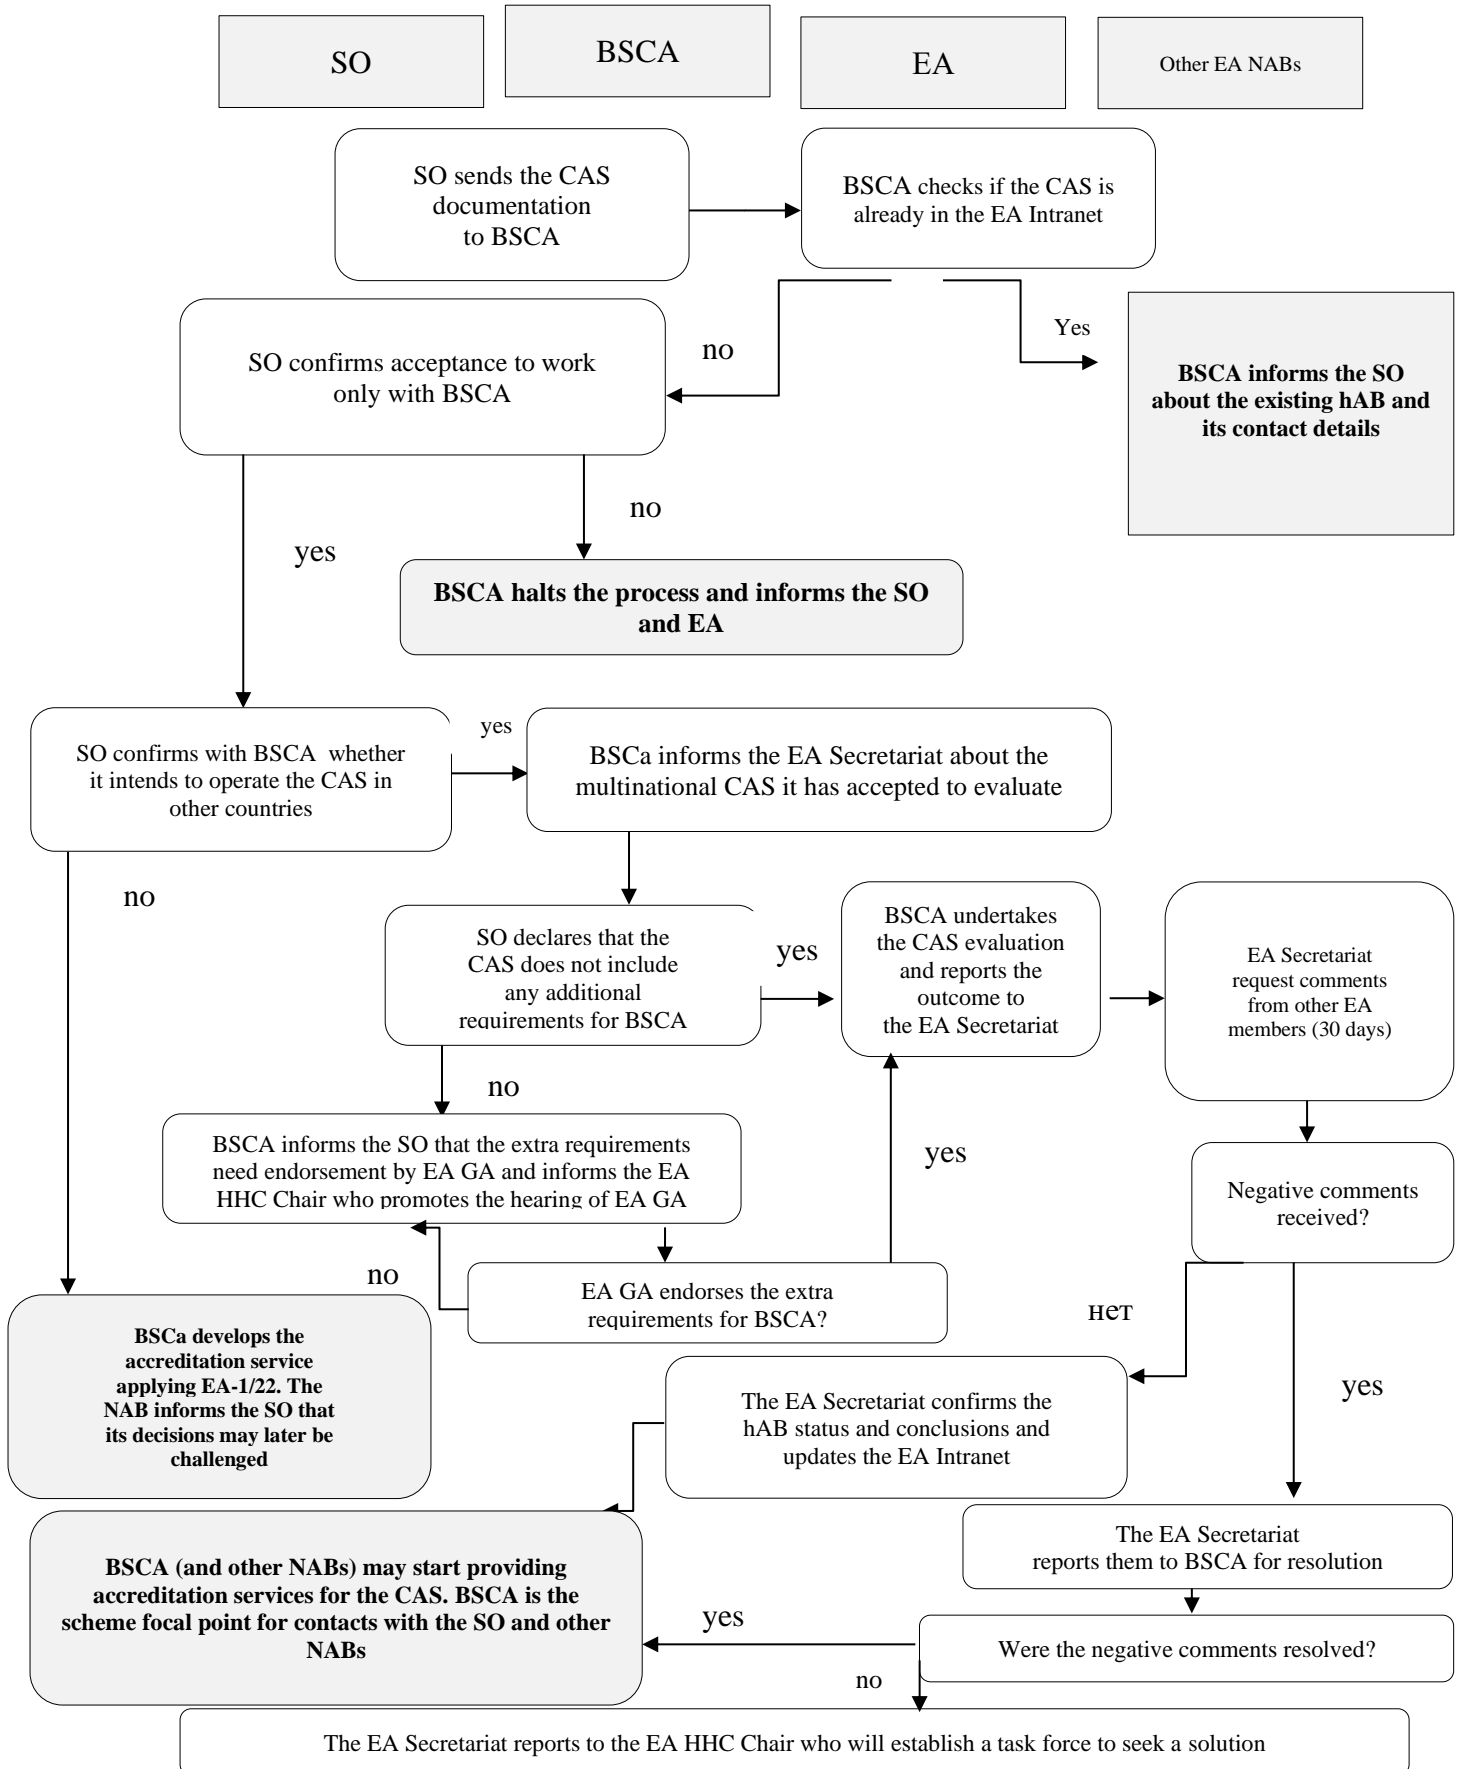 SO
BSCA
EA
Other EA NABs
SO sends the CAS
documentation
to BSCA
BSCA checks if the CAS is
already in the EA Intranet
SO confirms acceptance to work
only with BSCA
no
Yes
BSCA informs the SO
about the existing hAB and
its contact details
yes
no
BSCA halts the process and informs the SO
and EA
SO confirms with BSCA whether
it intends to operate the CAS in
other countries
yes
BSCa informs the EA Secretariat about the
multinational CAS it has accepted to evaluate
no
SO declares that the
CAS does not include
any additional
requirements for BSCA
yes
BSCA undertakes
the CAS evaluation
and reports the
outcome to
the EA Secretariat
EA Secretariat
request comments
from other EA
members (30 days)
no
BSCA informs the SO that the extra requirements
need endorsement by EA GA and informs the EA
HHC Chair who promotes the hearing of EA GA
yes
Negative comments
received?
no
EA GA endorses the extra
requirements for BSCA?
нет
yes
BSCa develops the
accreditation service
applying EA-1/22. The
NAB informs the SO that
its decisions may later be
challenged
The EA Secretariat confirms the
hAB status and conclusions and
updates the EA Intranet
The EA Secretariat
reports them to BSCA for resolution
BSCA (and other NABs) may start providing
accreditation services for the CAS. BSCA is the
scheme focal point for contacts with the SO and other
NABs
yes
Were the negative comments resolved?
no
The EA Secretariat reports to the EA HHC Chair who will establish a task force to seek a solution